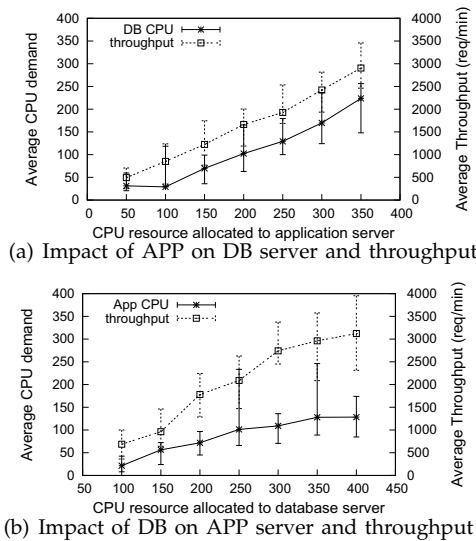 400
350
300
250
200
150
100
50
0
Average CPU demand
DB CPU
throughput
4000
3500
3000
2500
2000
1500
1000
500
0
Average Throughput (req/min)
0 50 100 150 200 250 300 350 400
CPU resource allocated to application server
(a) Impact of APP on DB server and throughput
400
350
300
250
200
150
100
50
0
Average CPU demand
App CPU
throughput
4000
3500
3000
2500
2000
1500
1000
500
0
Average Throughput (req/min)
50 100 150 200 250 300 350 400 450
CPU resource allocated to database server
(b) Impact of DB on APP server and throughput